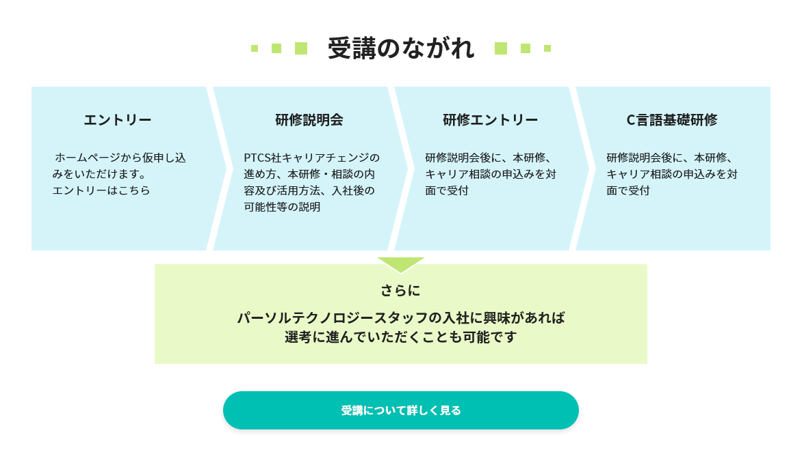 受講のながれ
エントリー
ホームページから仮申し込
みをいただけます。
エントリーはこちら
研修説明会
PTCS社キャリアチェンジの
進め方、本研修・相談の内
容及び活用方法、入社後の
可能性等の説明
研修エントリー
研修説明会後に、本研修、
キャリア相談の申込みを対
面で受付
C言語基礎研修
研修説明会後に、本研修、
キャリア相談の申込みを対
面で受付
さらに
パーソルテクノロジースタッフの入社に興味があれば
選考に進んでいただくことも可能です
受講について詳しく見る